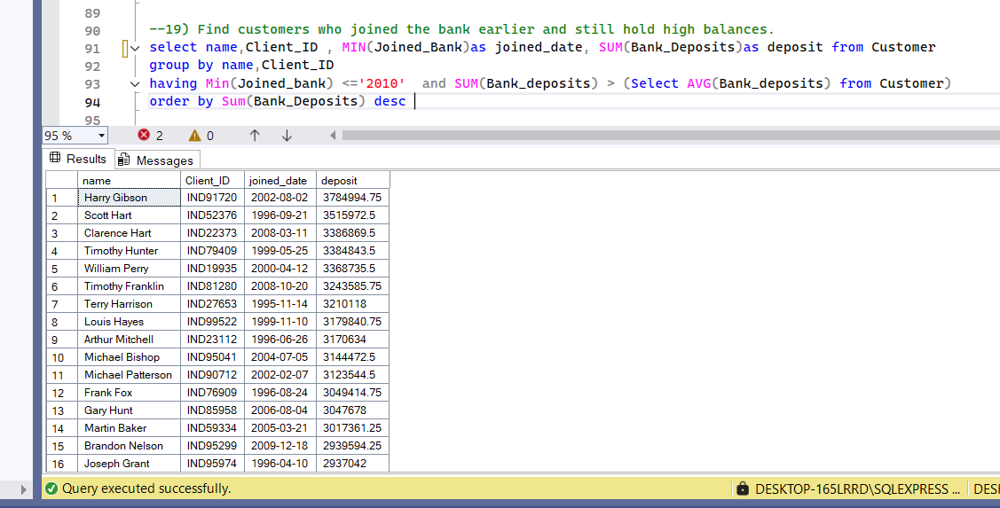 89
90 --19) Find customers who joined the bank earlier and still hold high balances.
91 select name,Client_ID , MIN(Joined_Bank)as joined_date, SUM(Bank_Deposits)as deposit from Customer
92 group by name,Client_ID
93 having Min(Joined_bank) <='2010'  and SUM(Bank_deposits) > (Select AVG(Bank_deposits) from Customer)
94 order by Sum(Bank_Deposits) desc
95
95 % 2 0
Results Messages
name Client_ID joined_date deposit
1 Harry Gibson IND91720 2002-08-02 3784994.75
2 Scott Hart IND52376 1996-09-21 3515972.5
3 Clarence Hart IND22373 2008-03-11 3386869.5
4 Timothy Hunter IND79409 1999-05-25 3384843.5
5 William Perry IND19935 2000-04-12 3368735.5
6 Timothy Franklin IND81280 2008-10-20 3243585.75
7 Terry Harrison IND27653 1995-11-14 3210118
8 Louis Hayes IND99522 1999-11-10 3179840.75
9 Arthur Mitchell IND23112 1996-06-26 3170634
10 Michael Bishop IND95041 2004-07-05 3144472.5
11 Michael Patterson IND90712 2002-02-07 3123544.5
12 Frank Fox IND76909 1996-08-24 3049414.75
13 Gary Hunt IND85958 2006-08-04 3047678
14 Martin Baker IND59334 2005-03-21 3017361.25
15 Brandon Nelson IND95299 2009-12-18 2939594.25
16 Joseph Grant IND95974 1996-04-10 2937042
Query executed successfully. DESKTOP-165LRRD\SQLEXPRESS ... DESI